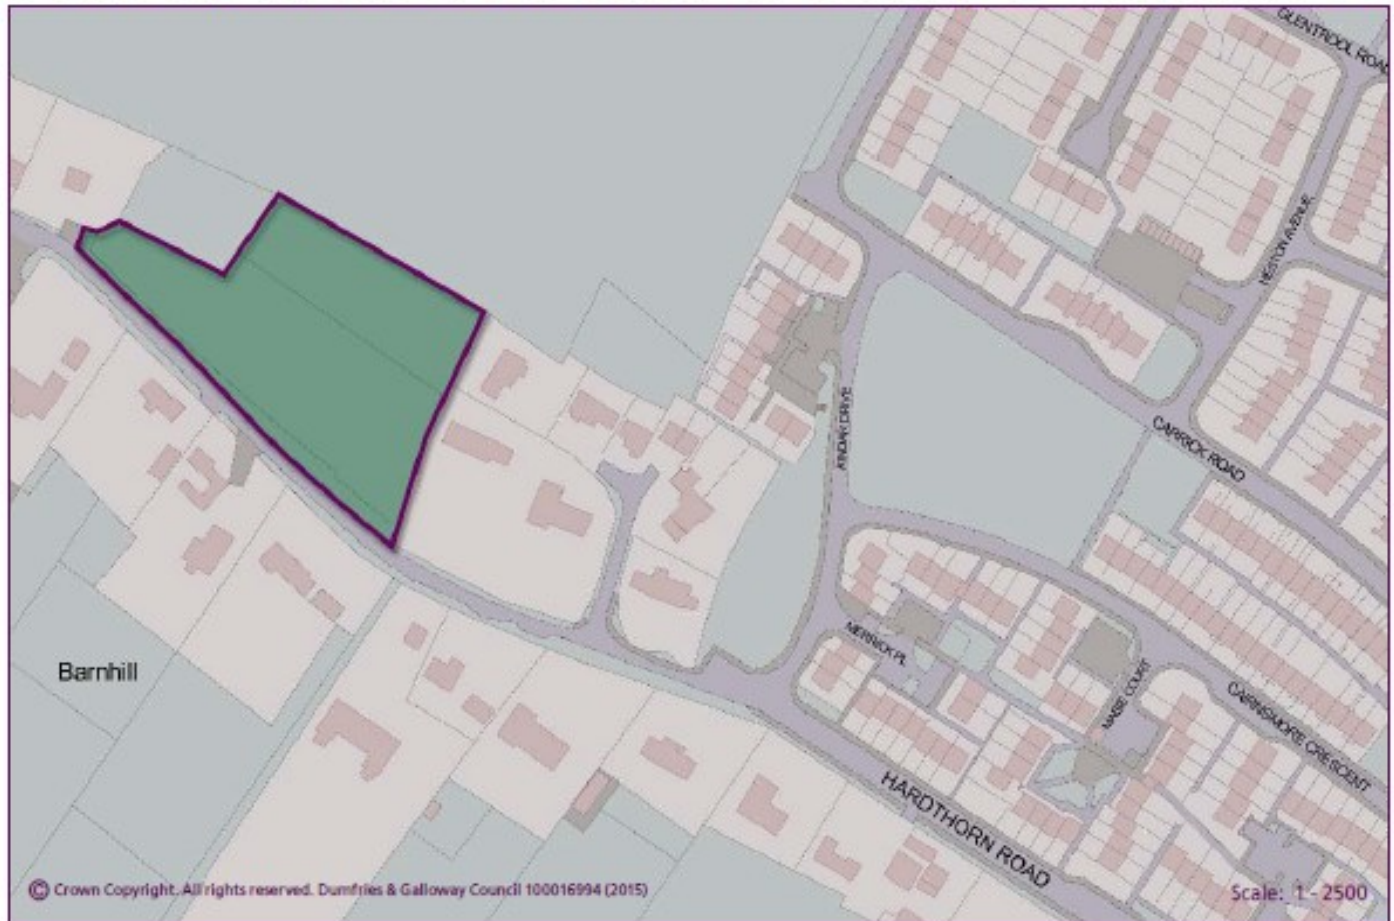 GLENTROOL ROAD
HESTON AVENUE
KINDAR DRIVE
CARRICK ROAD
MERRICK PL
MABIE COURT
CAIRNSMORE CRESCENT
Barnhill
HARDTHORN ROAD
© Crown Copyright. All rights reserved. Dumfries & Galloway Council 100016994 (2015)
Scale: 1 - 2500